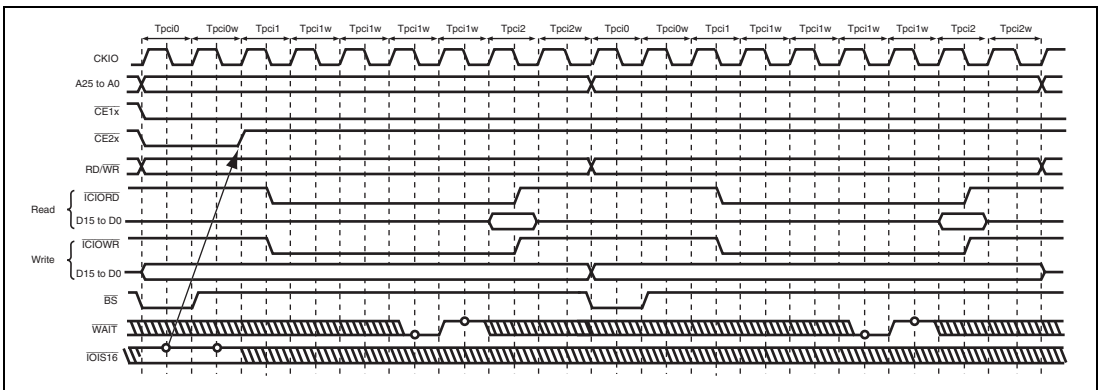 Tpci0 Tpci0w Tpci1 Tpci1w Tpci1w Tpci1w Tpci1w Tpci2 Tpci2w Tpci0 Tpci0w Tpci1 Tpci1w Tpci1w Tpci1w Tpci1w Tpci2 Tpci2w
CKIO
A25 to A0
CE1x
CE2x
RD/WR
Read
ICIORD
D15 to D0
Write
ICIOWR
D15 to D0
BS
WAIT
IOIS16